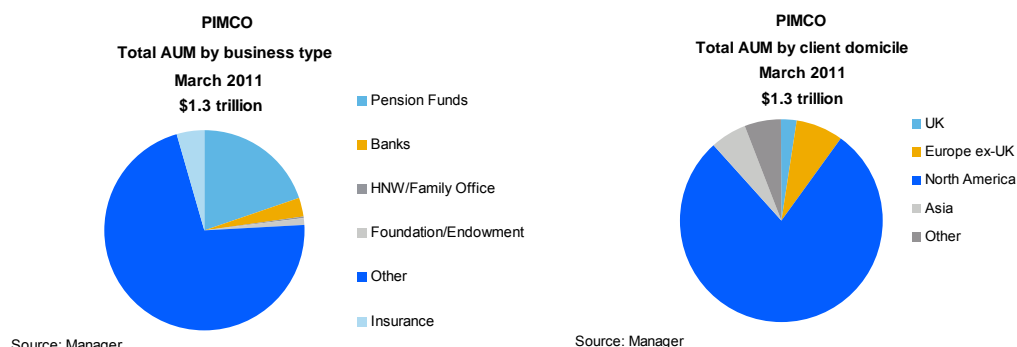 PIMCO
Total AUM by business type
March 2011
$1.3 trillion
Pension Funds
Banks
HNW/Family Office
Foundation/Endowment
Other
Insurance
Source: Manager
PIMCO
Total AUM by client domicile
March 2011
$1.3 trillion
UK
Europe ex-UK
North America
Asia
Other
Source: Manager